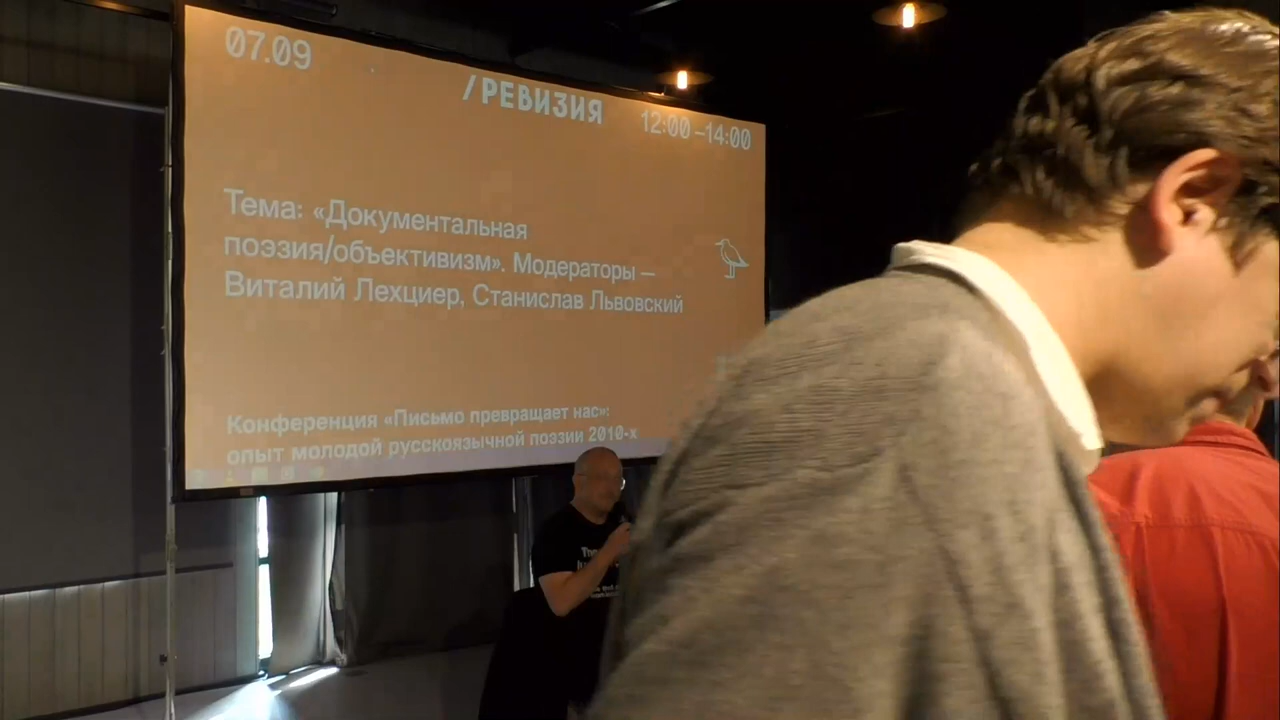 07.09
/РЕВИЗИЯ
12:00–14:00
Тема: «Документальная
поэзия/объективизм». Модераторы —
Виталий Лехциер, Станислав Львовский
Конференция «Письмо превращает нас»:
опыт молодой русскоязычной поэзии 2010-х